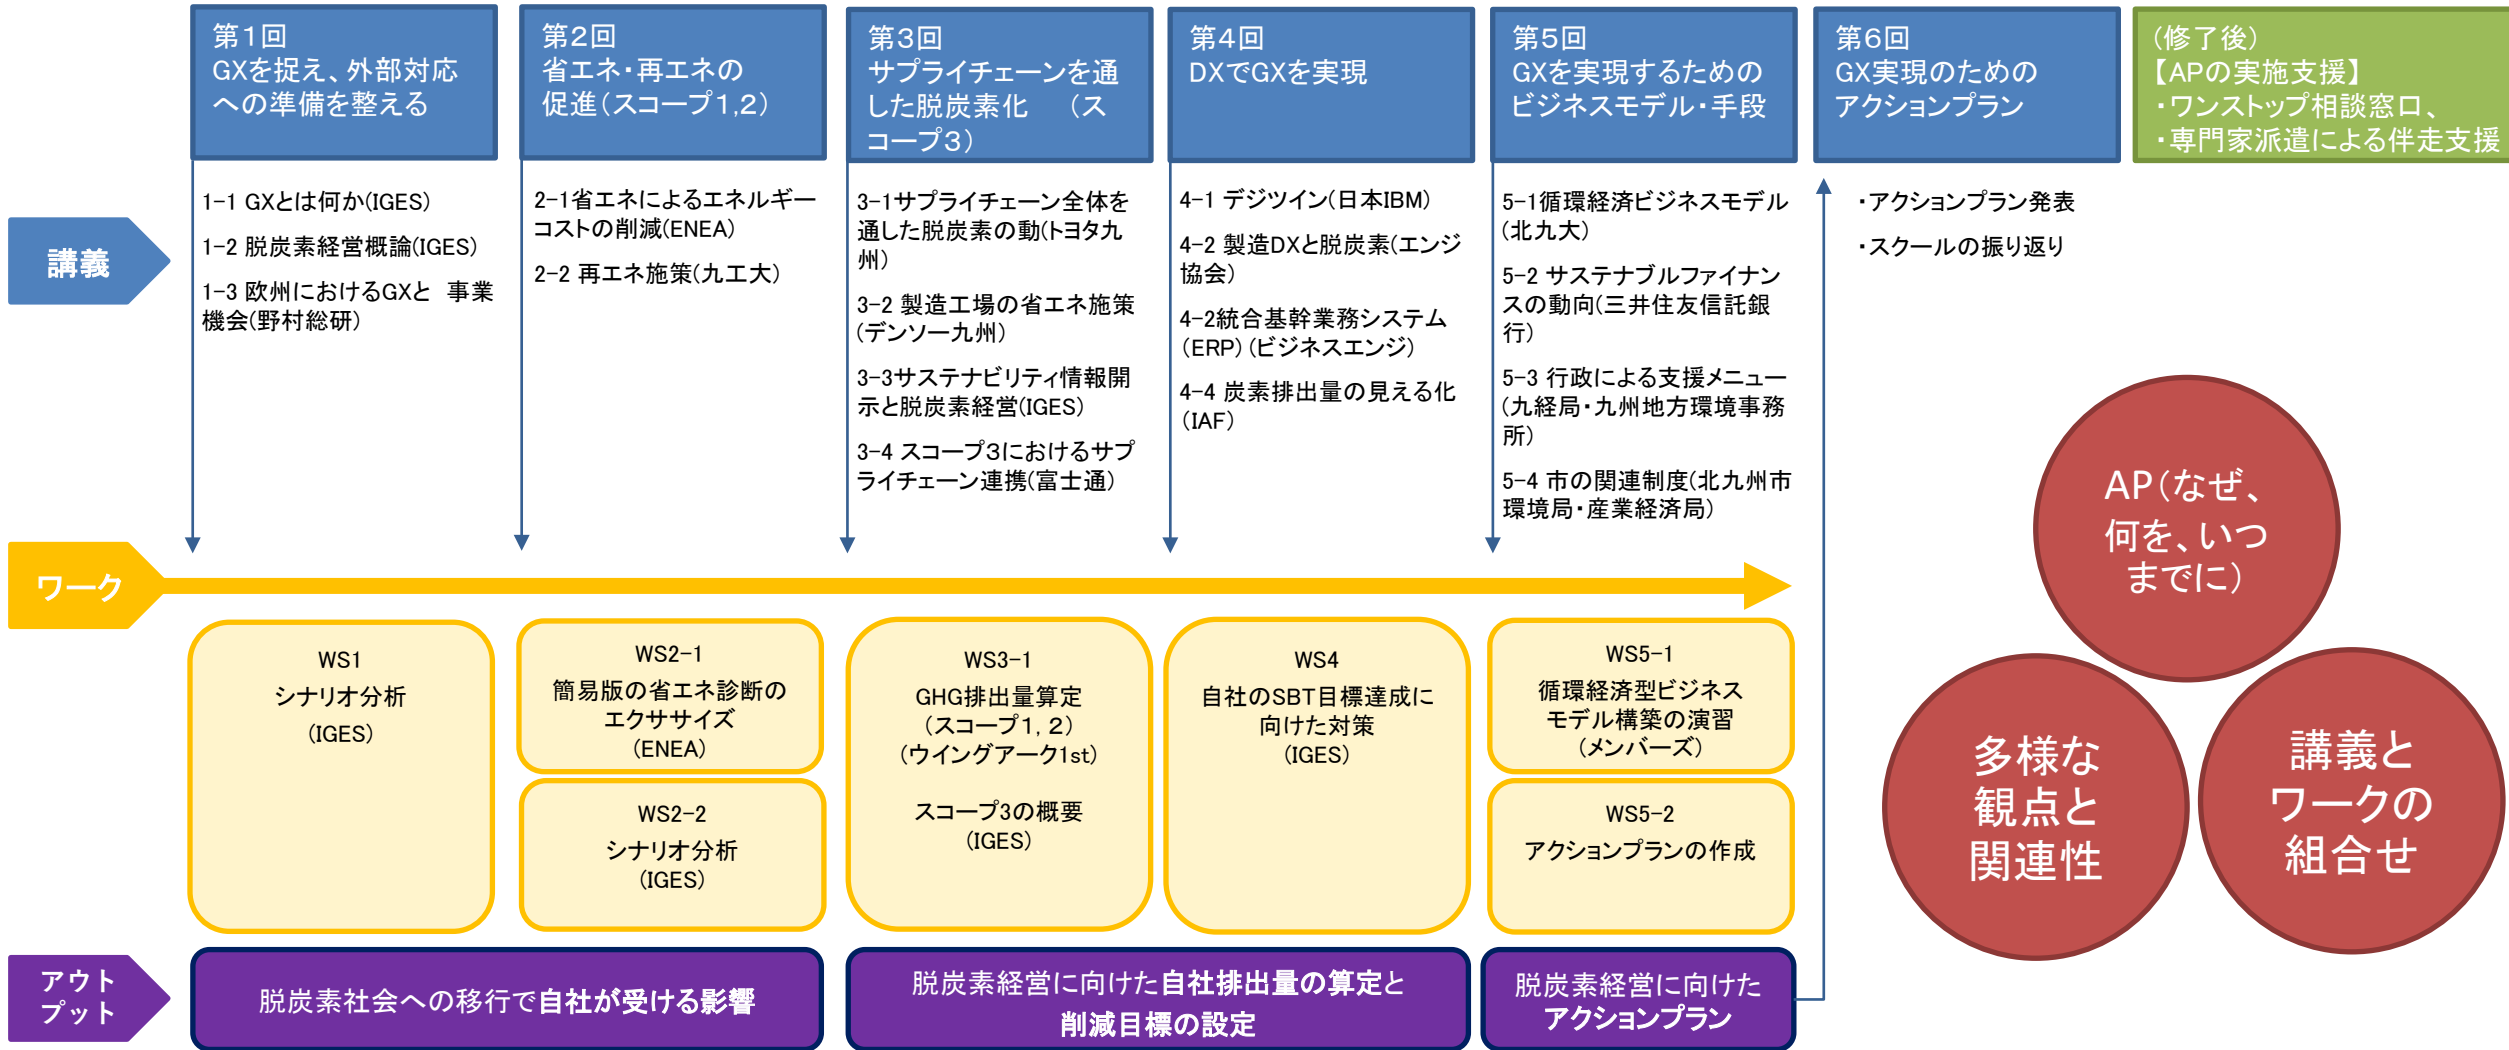 第１回
GXを捉え、外部対応
への準備を整える
第２回
省エネ・再エネの
促進（スコープ１,２）
第３回
サプライチェーンを通
した脱炭素化　（ス
コープ３）
第４回
DXでGXを実現
第５回
GXを実現するための
ビジネスモデル・手段
第６回
GX実現のための
アクションプラン
（修了後）
【APの実施支援】
・ワンストップ相談窓口、
・専門家派遣による伴走支援
講義
1-1 GXとは何か(IGES)
1-2 脱炭素経営概論(IGES)
1-3 欧州におけるGXと　事業
機会(野村総研)
2-1省エネによるエネルギー
コストの削減(ENEA)
2-2 再エネ施策(九工大)
3-1サプライチェーン全体を
通した脱炭素の動(トヨタ九
州)
3-2 製造工場の省エネ施策
(デンソー九州)
3-3サステナビリティ情報開
示と脱炭素経営(IGES)
3-4 スコープ３におけるサプ
ライチェーン連携(富士通)
4-1 デジツイン(日本IBM)
4-2 製造DXと脱炭素(エンジ
協会)
4-2統合基幹業務システム
(ERP) (ビジネスエンジ)
4-4 炭素排出量の見える化
(IAF)
5-1循環経済ビジネスモデル
(北九大)
5-2 サステナブルファイナン
スの動向(三井住友信託銀
行)
5-3 行政による支援メニュー
(九経局・九州地方環境事務
所)
5-4 市の関連制度(北九州市
環境局・産業経済局)
・アクションプラン発表
・スクールの振り返り
ワーク
WS1
シナリオ分析
(IGES)
WS2-1
簡易版の省エネ診断の
エクササイズ
(ENEA)
WS2-2
シナリオ分析
(IGES)
WS3-1
GHG排出量算定
（スコープ１，２）
(ウイングアーク1st)
スコープ3の概要
(IGES)
WS4
自社のSBT目標達成に
向けた対策
(IGES)
WS5-1
循環経済型ビジネス
モデル構築の演習
(メンバーズ)
WS5-2
アクションプランの作成
AP（なぜ、
何を、いつ
までに）
多様な
観点と
関連性
講義と
ワークの
組合せ
アウト
プット
脱炭素社会への移行で自社が受ける影響
脱炭素経営に向けた自社排出量の算定と
削減目標の設定
脱炭素経営に向けた
アクションプラン